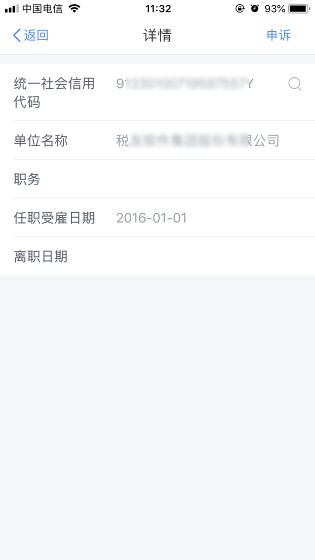 中国电信 11:32 93%
返回 详情 申诉
统一社会信用 9 Y
代码
单位名称 税 公司
职务
任职受雇日期 2016-01-01
离职日期